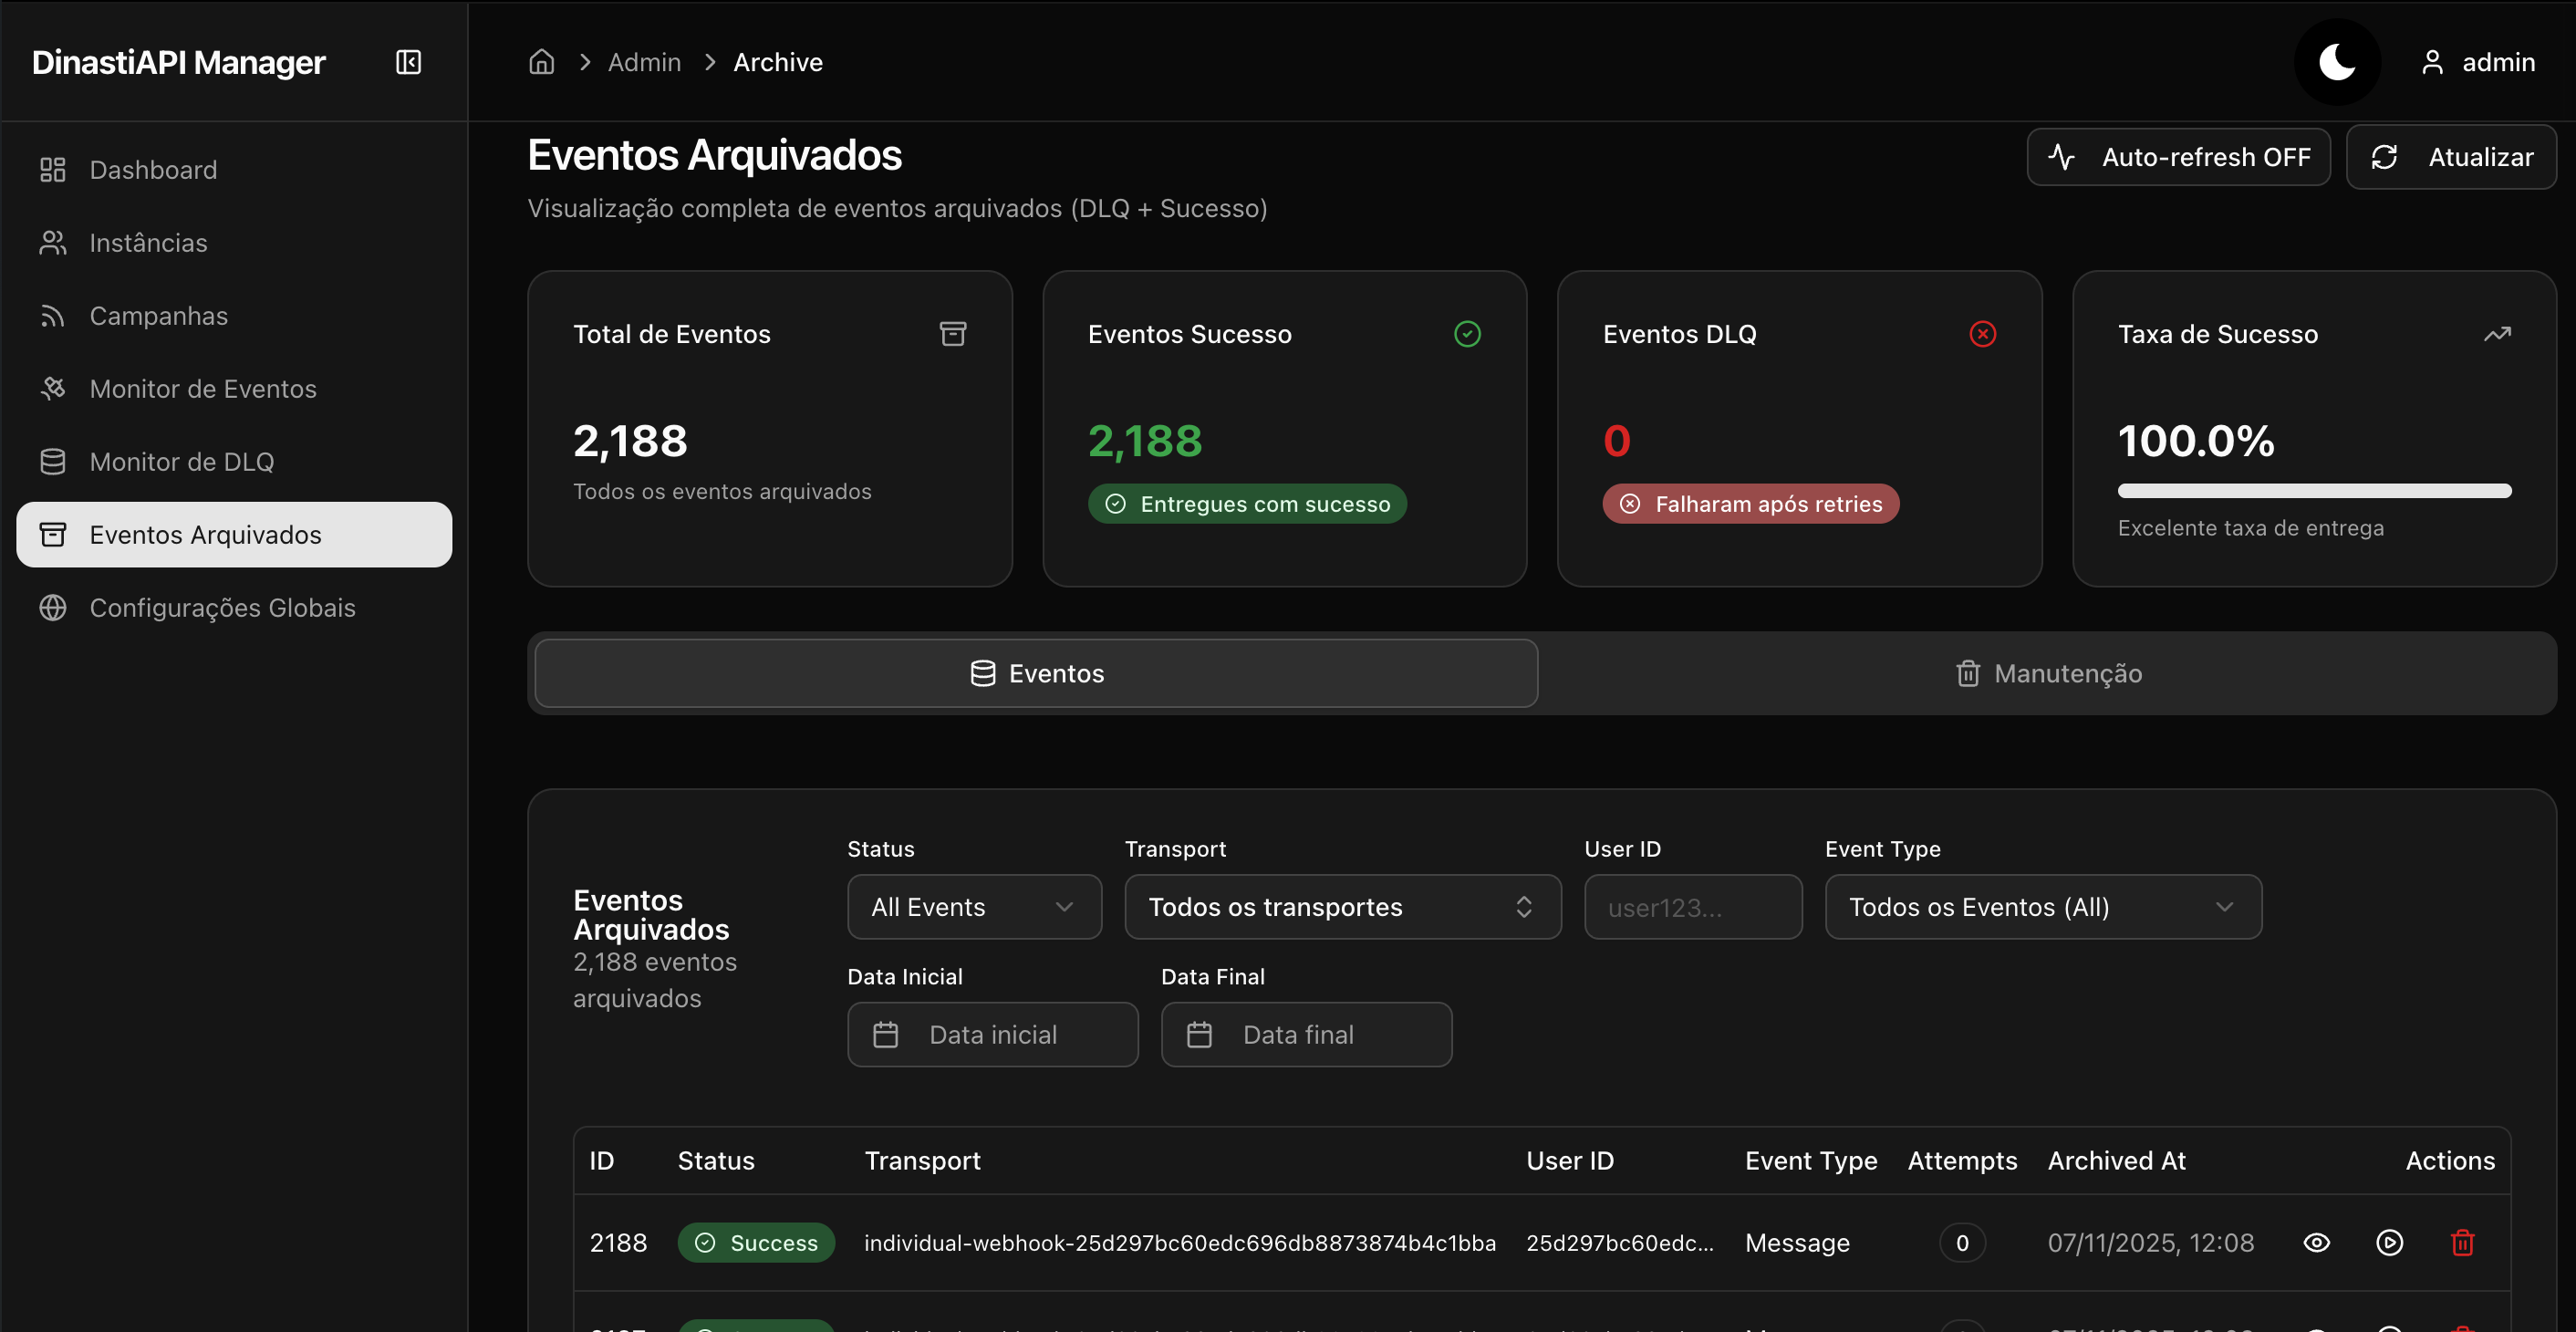 DinastiAPI Manager
Admin
Archive
admin
Dashboard
Instâncias
Campanhas
Monitor de Eventos
Monitor de DLQ
Eventos Arquivados
Configurações Globais
Eventos Arquivados
Visualização completa de eventos arquivados (DLQ + Sucesso)
Auto-refresh OFF
Atualizar
Total de Eventos
2,188
Todos os eventos arquivados
Eventos Sucesso
2,188
Entregues com sucesso
Eventos DLQ
0
Falharam após retries
Taxa de Sucesso
100.0%
Excelente taxa de entrega
Eventos
Manutenção
Eventos
Arquivados
2,188 eventos
arquivados
Status
All Events
Transport
Todos os transportes
User ID
user123...
Event Type
Todos os Eventos (All)
Data Inicial
Data inicial
Data Final
Data final
ID Status Transport User ID Event Type Attempts Archived At Actions
2188 Success individual-webhook-25d297bc60edc696db8873874b4c1bba 25d297bc60edc... Message 0 07/11/2025, 12:08